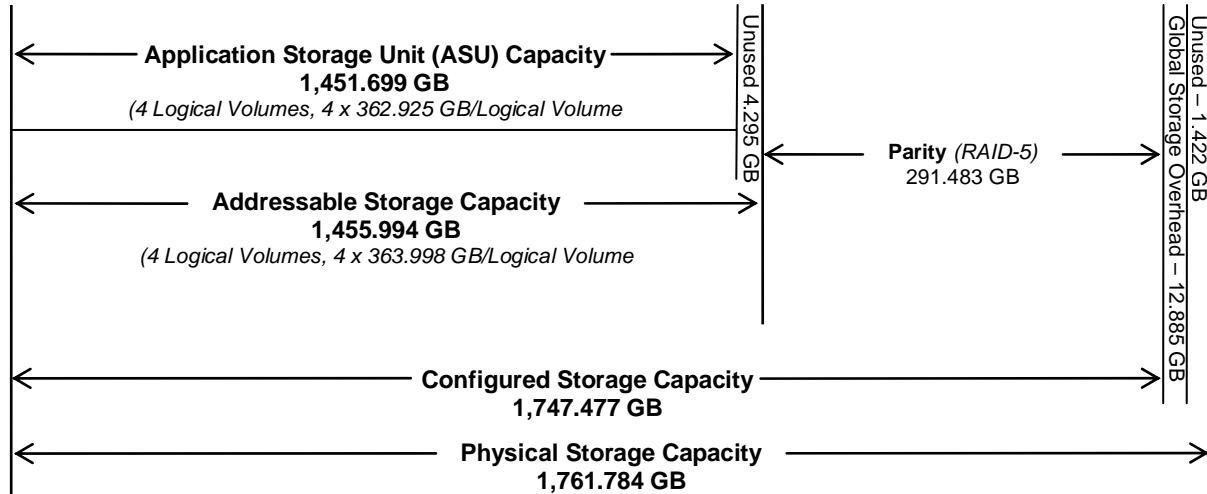 Application Storage Unit (ASU) Capacity
1,451.699 GB
(4 Logical Volumes, 4 x 362.925 GB/Logical Volume
Unused 4.295 GB
Parity (RAID-5)
291.483 GB
Unused – 1.422 GB
Global Storage Overhead – 12.885 GB
Addressable Storage Capacity
1,455.994 GB
(4 Logical Volumes, 4 x 363.998 GB/Logical Volume
Configured Storage Capacity
1,747.477 GB
Physical Storage Capacity
1,761.784 GB